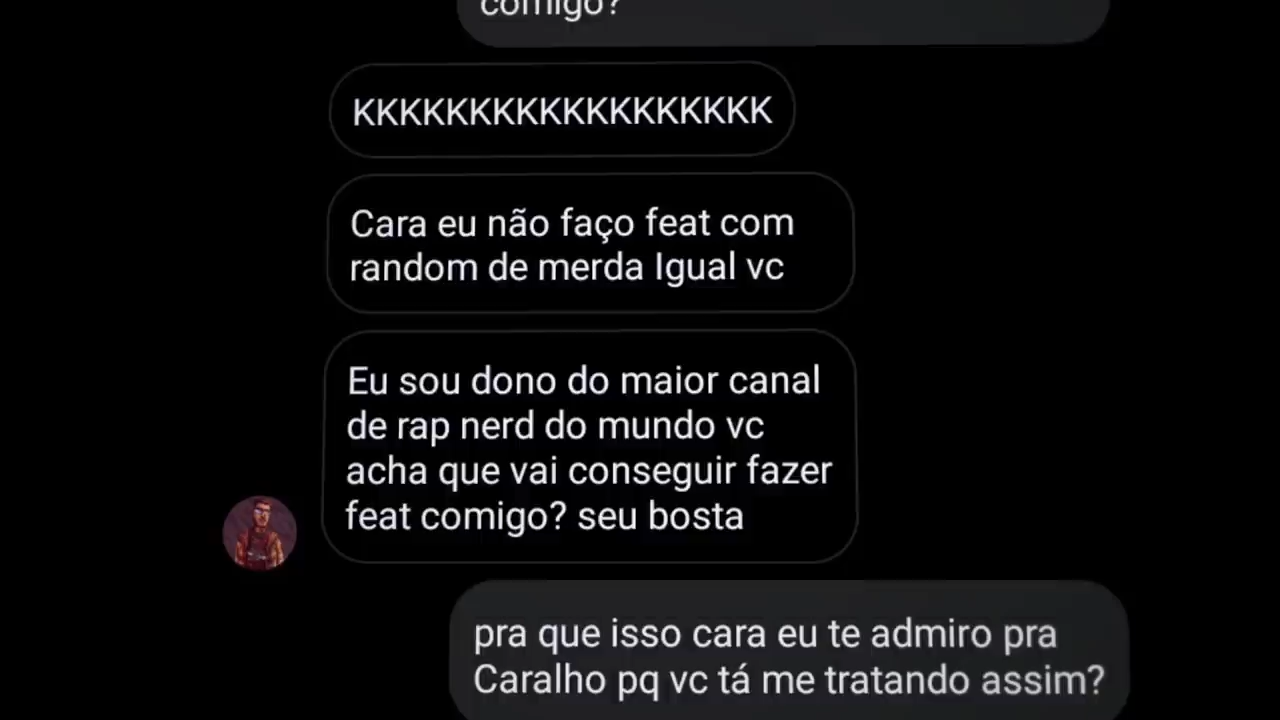 comigo?
KKKKKKKKKKKKKKKKKK
Cara eu não faço feat com
random de merda Igual vc
Eu sou dono do maior canal
de rap nerd do mundo vc
acha que vai conseguir fazer
feat comigo? seu bosta
pra que isso cara eu te admiro pra
Caralho pq vc tá me tratando assim?